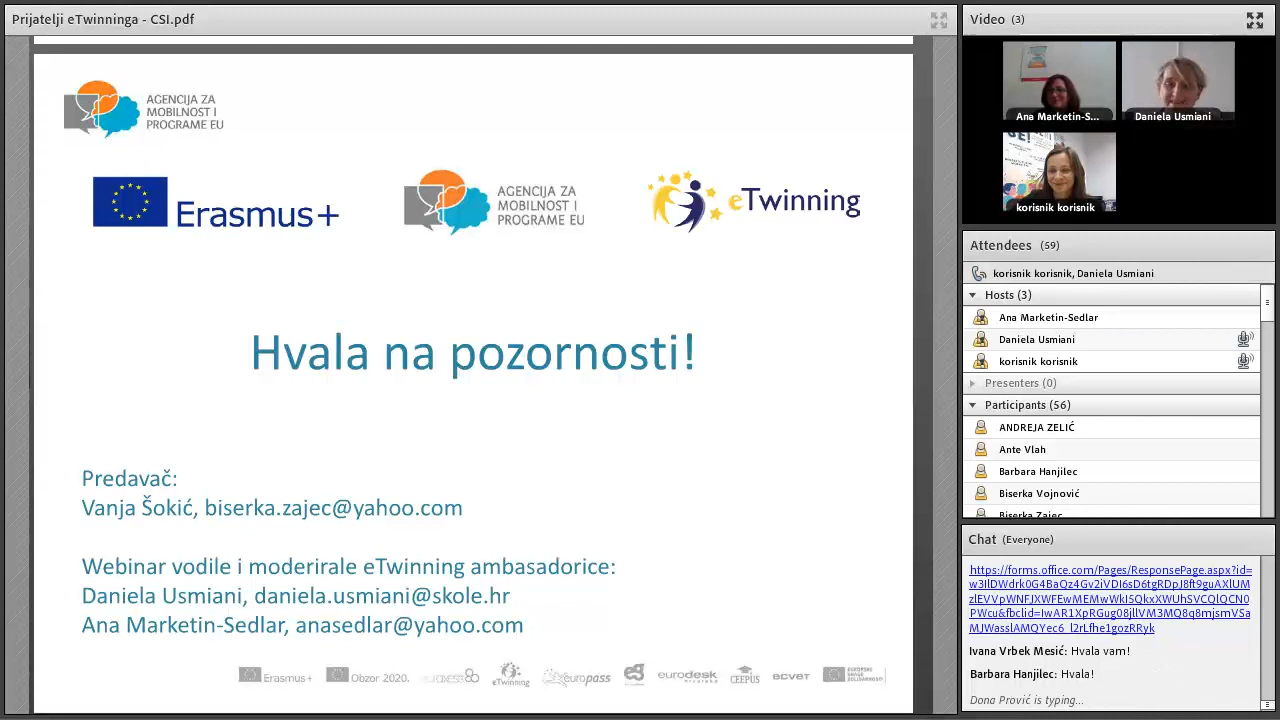 Prijatelji eTwinninga - CSI.pdf
AGENCIJA ZA
MOBILNOST I
PROGRAME EU
Erasmus+
AGENCIJA ZA
MOBILNOST I
PROGRAME EU
eTwinning
Hvala na pozornosti!
Predavač:
Vanja Šokić, biserka.zajec@yahoo.com
Webinar vodile i moderirale eTwinning ambasadorice:
Daniela Usmiani, daniela.usmiani@skole.hr
Ana Marketin-Sedlar, anasedlar@yahoo.com
Erasmus+ Obzor 2020. eTwinning europass eurodesk CEEPUS ECVET
Video (3)
Ana Marketin-S...
Daniela Usmiani
korisnik korisnik
Attendees (59)
korisnik korisnik, Daniela Usmiani
Hosts (3)
Ana Marketin-Sedlar
Daniela Usmiani
korisnik korisnik
Presenters (0)
Participants (56)
ANDREJA ZELIĆ
Ante Vlah
Barbara Hanjilec
Biserka Vojnović
Biserka Zajec
Chat (Everyone)
https://forms.office.com/Pages/ResponsePage.aspx?id=
Ivana Vrbek Mesić: Hvala vam!
Barbara Hanjilec: Hvala!
Dona Prović is typing...